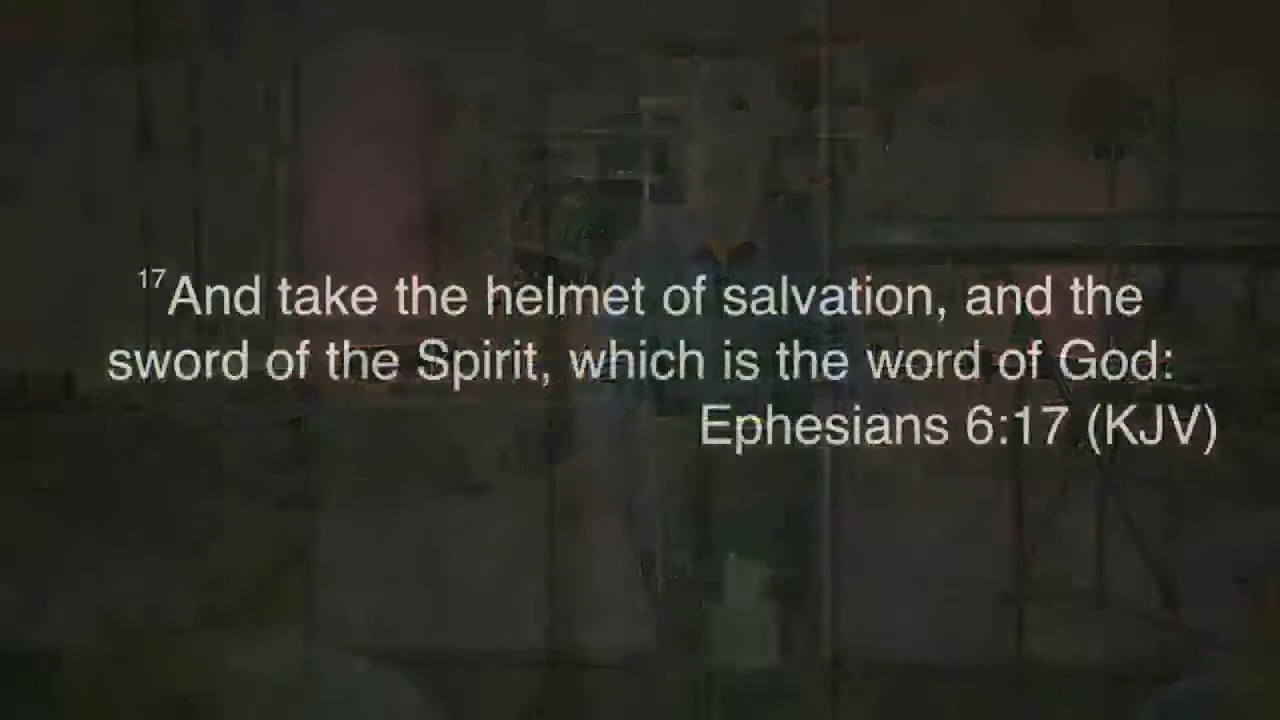 17And take the helmet of salvation, and the
sword of the Spirit, which is the word of God:
Ephesians 6:17 (KJV)